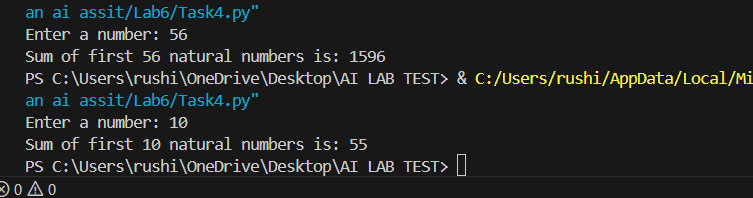 an ai assit/Lab6/Task4.py"
Enter a number: 56
Sum of first 56 natural numbers is: 1596
PS C:\Users\rushi\OneDrive\Desktop\AI LAB TEST> & C:/Users/rushi/AppData/Local/Mi
an ai assit/Lab6/Task4.py"
Enter a number: 10
Sum of first 10 natural numbers is: 55
PS C:\Users\rushi\OneDrive\Desktop\AI LAB TEST>
0 0